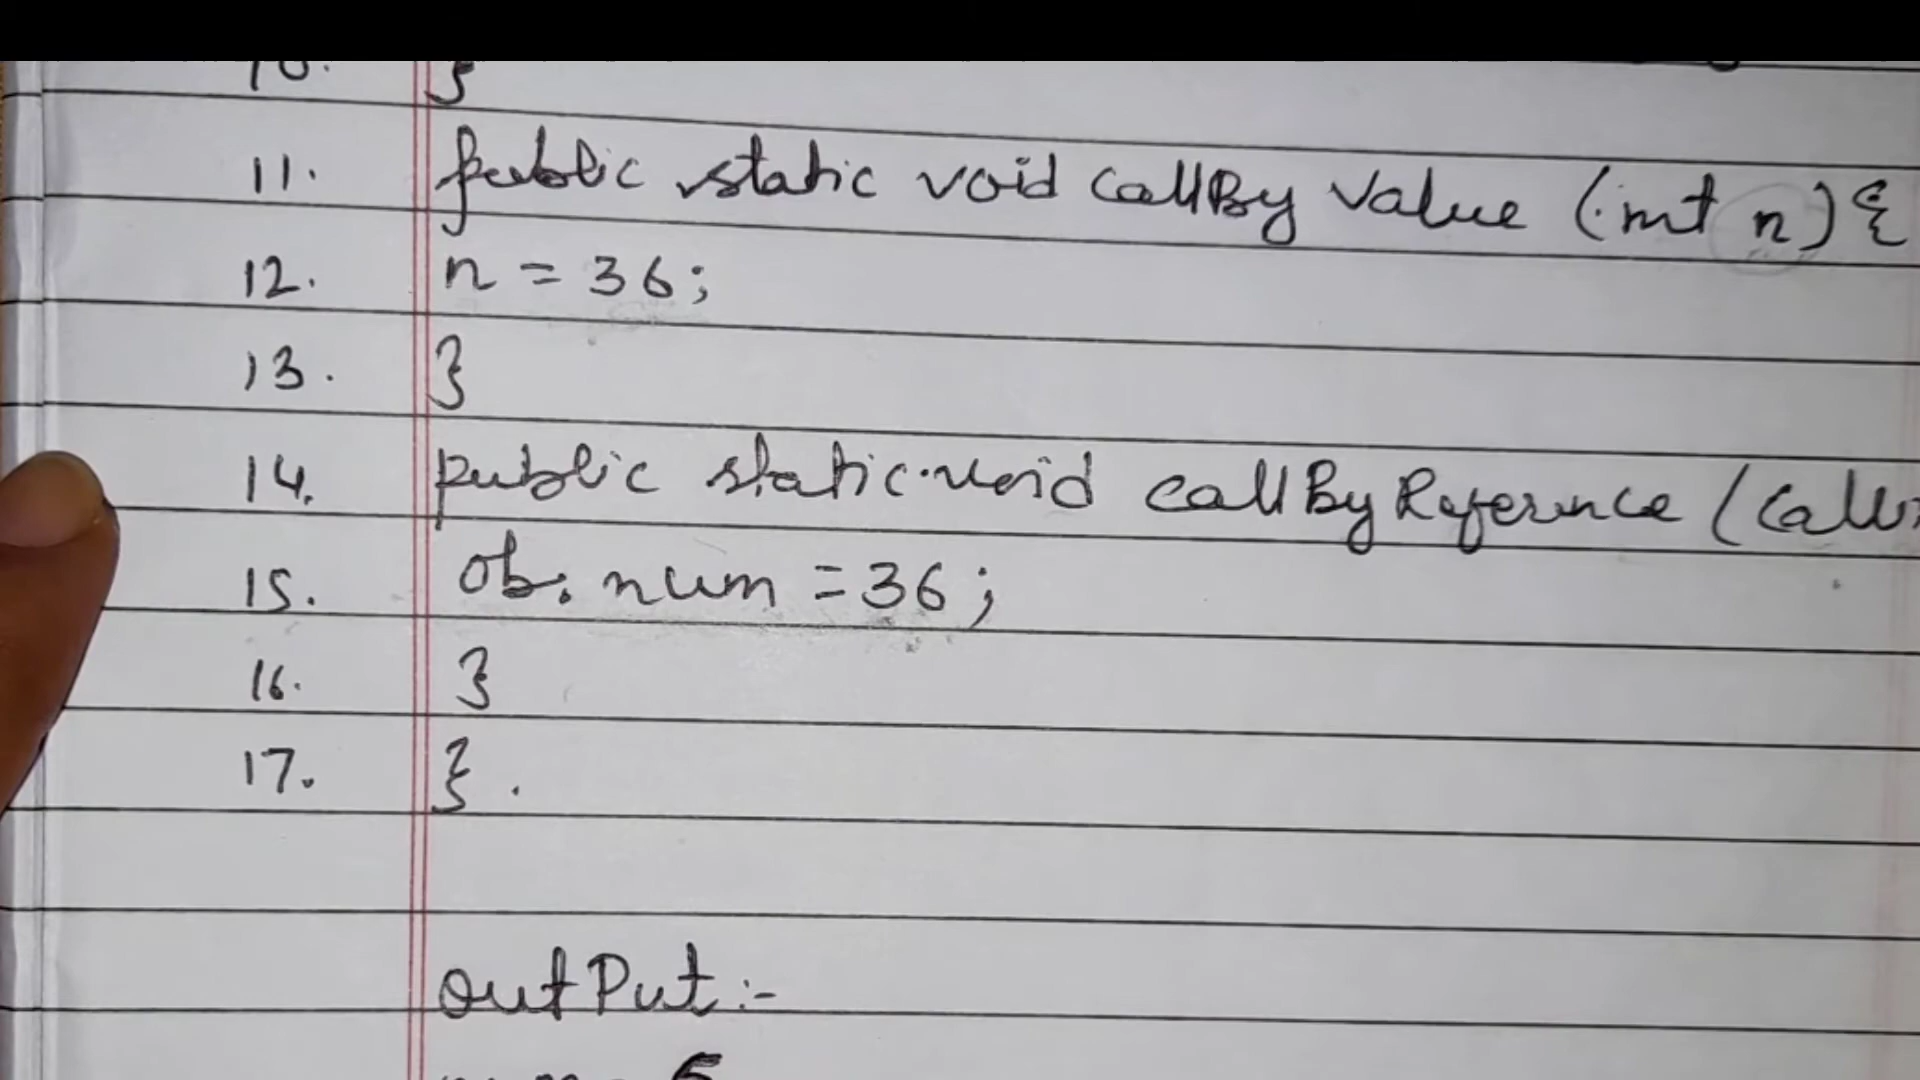 10. }
11. public static void callBy Value (int n) {
12. n = 36;
13. }
14. public static void callByReference (
15. ob. num = 36;
16. }
17. } .
outPut :-